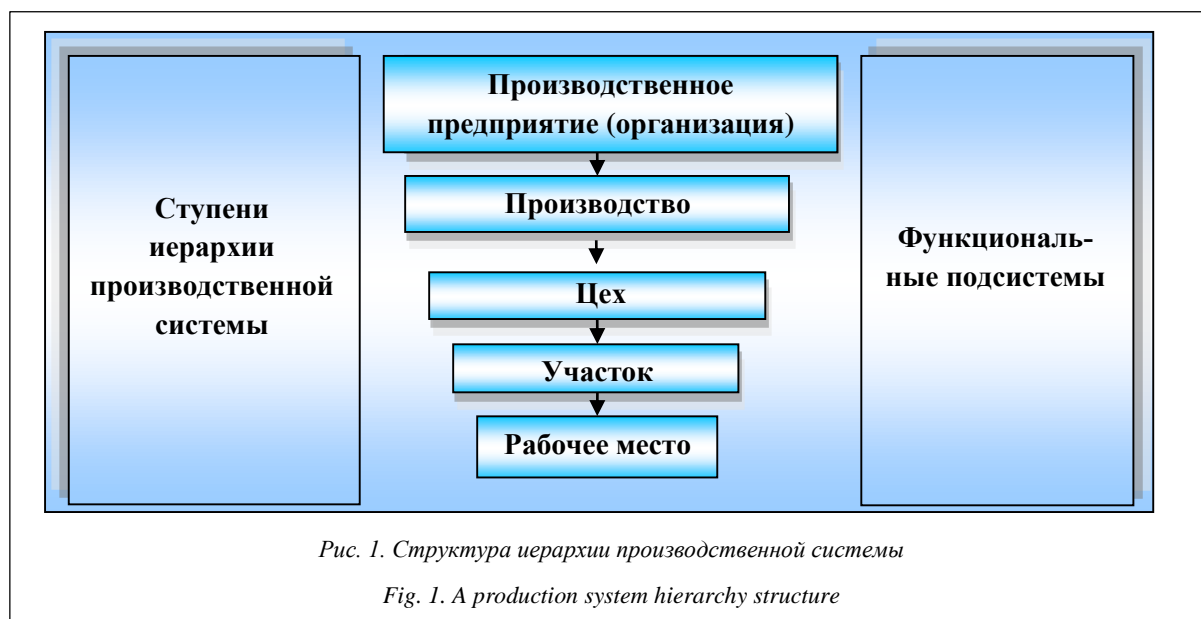 Ступени
иерархии
производственной
системы
Производственное
предприятие (организация)
Производство
Цех
Участок
Рабочее место
Функциональ-
ные подсистемы
Рис. 1. Структура иерархии производственной системы
Fig. 1. A production system hierarchy structure